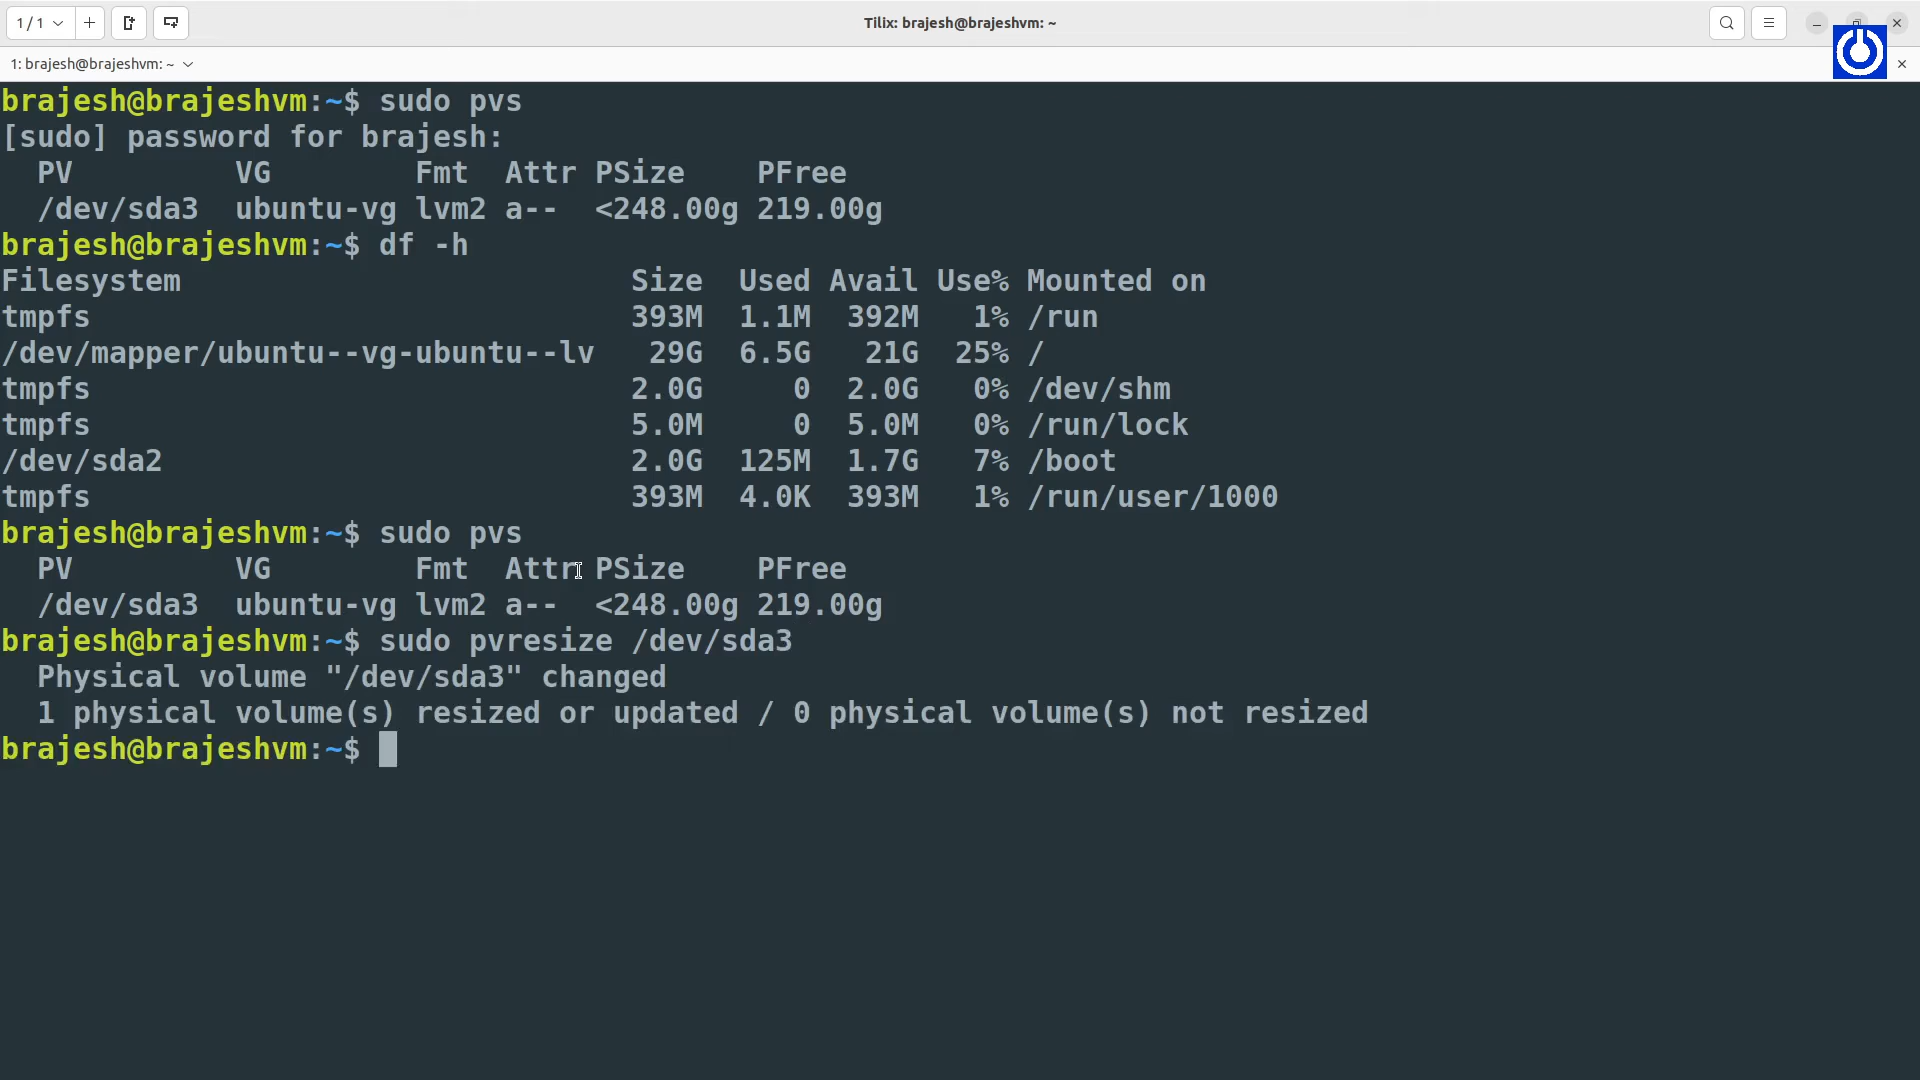 1 / 1
Tilix: brajesh@brajeshvm: ~
1: brajesh@brajeshvm: ~
brajesh@brajeshvm:~$ sudo pvs
[sudo] password for brajesh:
  PV         VG        Fmt  Attr PSize    PFree
  /dev/sda3  ubuntu-vg lvm2 a--  <248.00g 219.00g
brajesh@brajeshvm:~$ df -h
Filesystem                         Size  Used Avail Use% Mounted on
tmpfs                              393M  1.1M  392M   1% /run
/dev/mapper/ubuntu--vg-ubuntu--lv   29G  6.5G   21G  25% /
tmpfs                              2.0G     0  2.0G   0% /dev/shm
tmpfs                              5.0M     0  5.0M   0% /run/lock
/dev/sda2                          2.0G  125M  1.7G   7% /boot
tmpfs                              393M  4.0K  393M   1% /run/user/1000
brajesh@brajeshvm:~$ sudo pvs
  PV         VG        Fmt  Attr PSize    PFree
  /dev/sda3  ubuntu-vg lvm2 a--  <248.00g 219.00g
brajesh@brajeshvm:~$ sudo pvresize /dev/sda3
  Physical volume "/dev/sda3" changed
  1 physical volume(s) resized or updated / 0 physical volume(s) not resized
brajesh@brajeshvm:~$